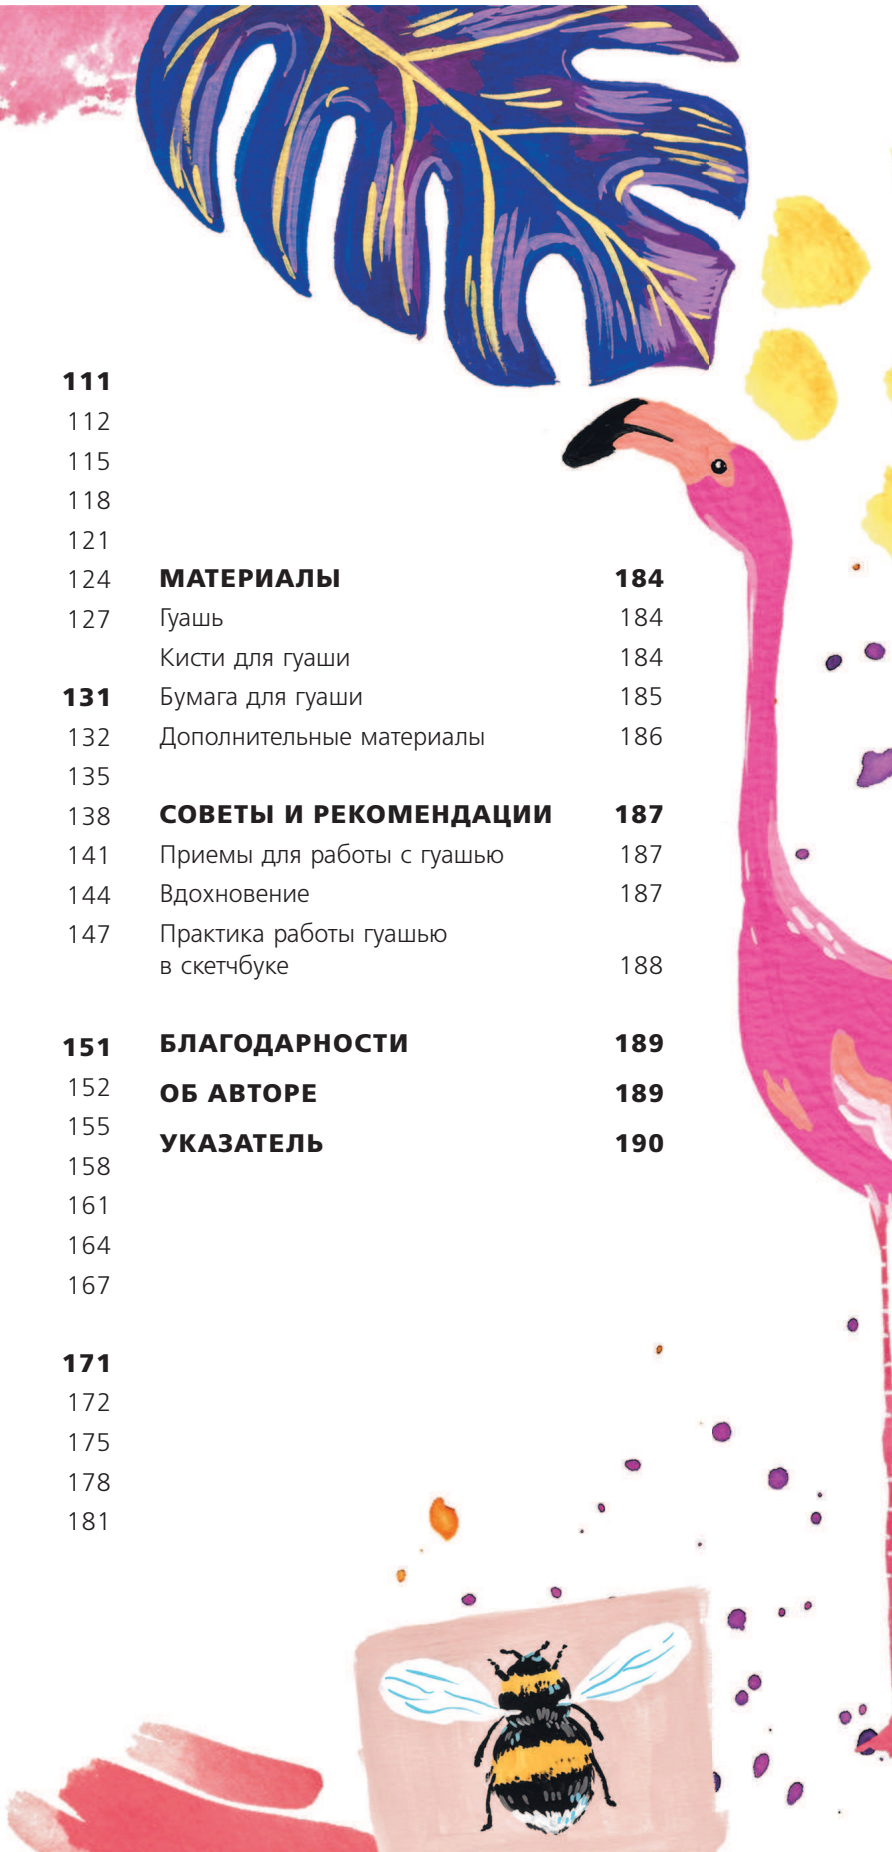 111
112
115
118
121
124
127
131
132
135
138
141
144
147
151
152
155
158
161
164
167
171
172
175
178
181
МАТЕРИАЛЫ 184
Гуашь 184
Кисти для гуаши 184
Бумага для гуаши 185
Дополнительные материалы 186
СОВЕТЫ И РЕКОМЕНДАЦИИ 187
Приемы для работы с гуашью 187
Вдохновение 187
Практика работы гуашью
в скетчбуке 188
БЛАГОДАРНОСТИ 189
ОБ АВТОРЕ 189
УКАЗАТЕЛЬ 190